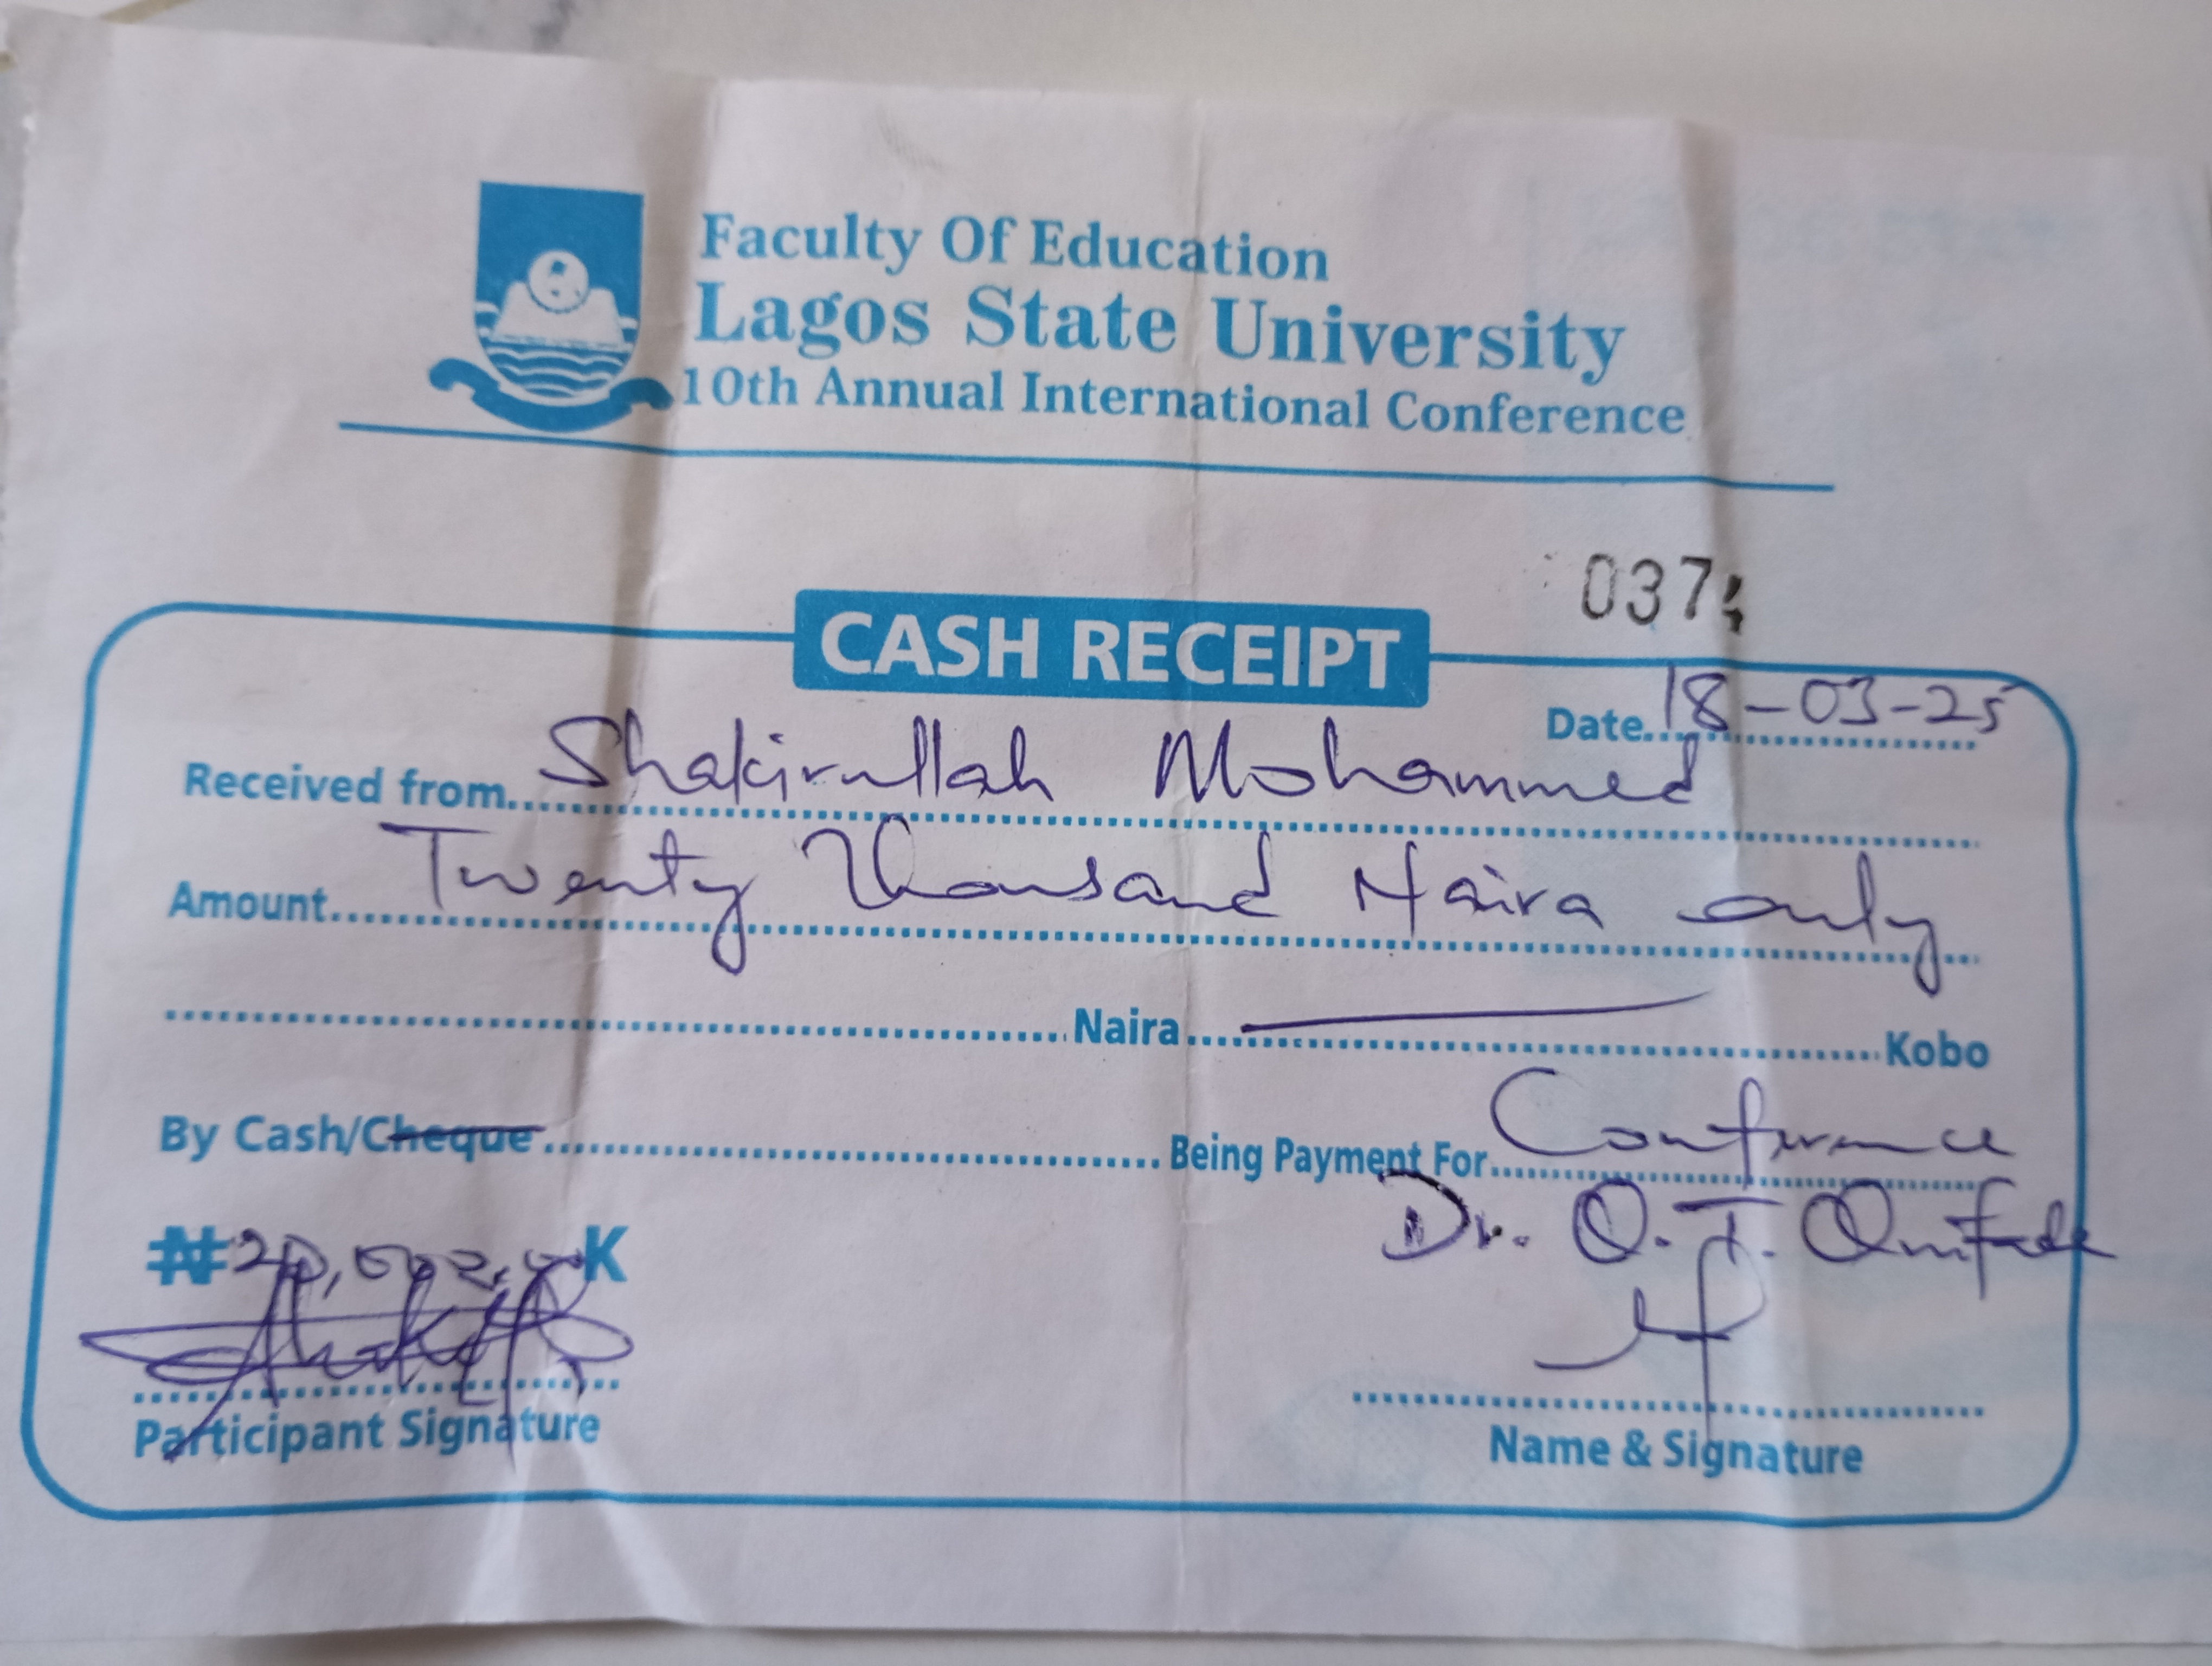 Faculty Of Education
Lagos State University
10th Annual International Conference
CASH RECEIPT
Date 18-03-25
Received from Shakirullah Mohammed
Amount Twenty Thousand Naira only
Naira Kobo
By Cash/Cheque Being Payment For Conference
₦ K
Dr. O. T.
Participant Signature
Name & Signature